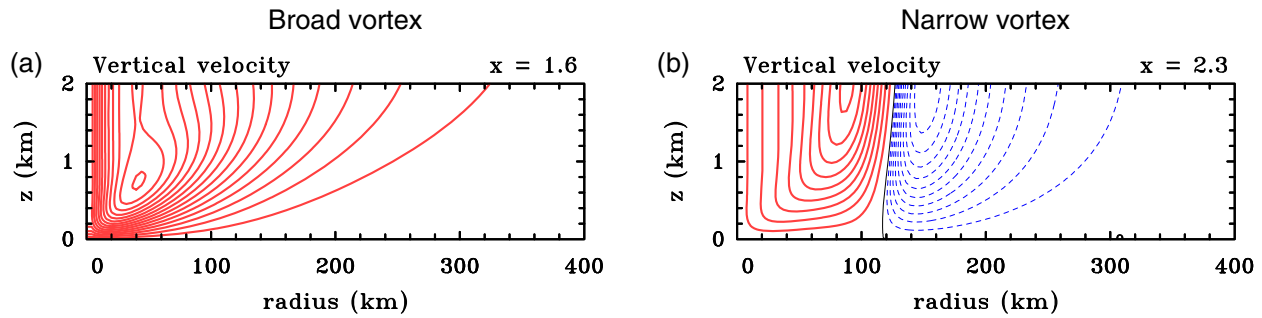 Broad vortex
Narrow vortex
(a) Vertical velocity x = 1.6
2
1
0
z (km)
0 100 200 300 400
radius (km)
(b) Vertical velocity x = 2.3
2
1
0
z (km)
0 100 200 300 400
radius (km)